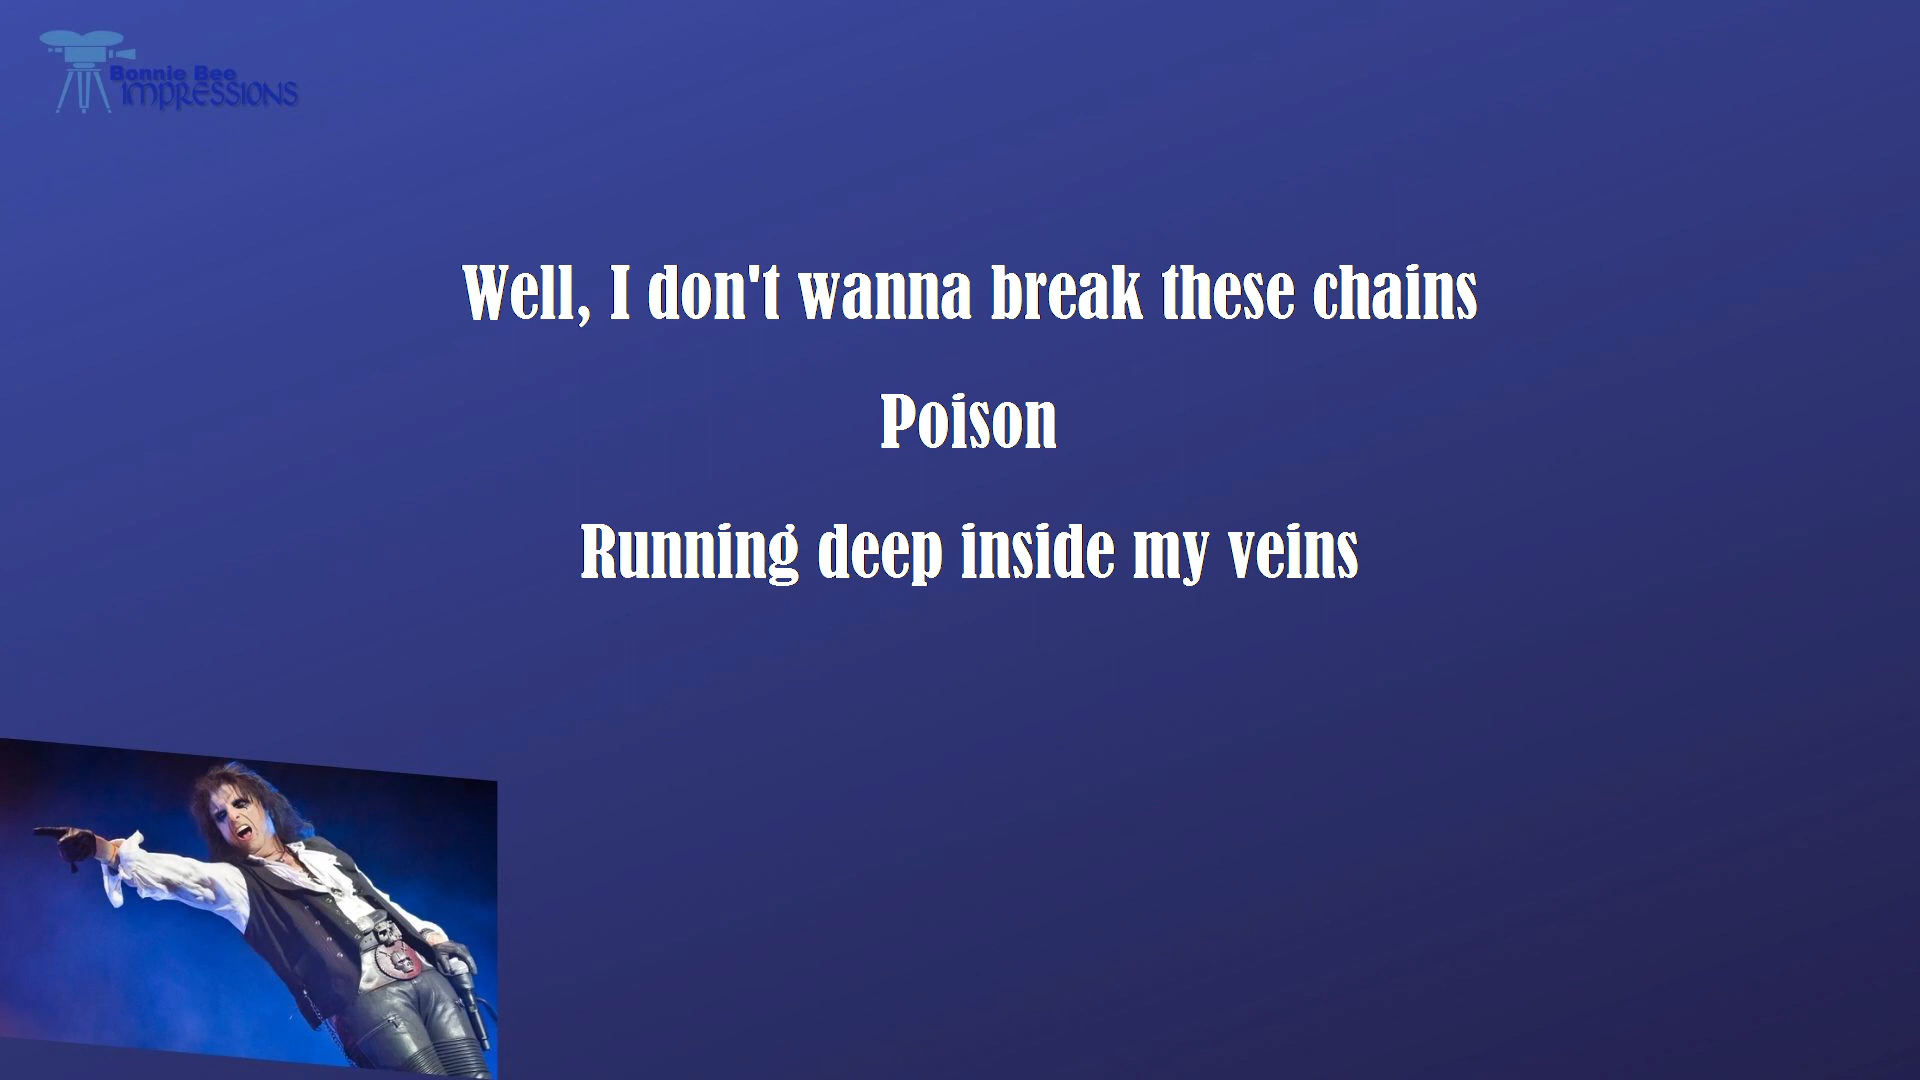 Bonnie Bee
IMPRESSIONS
Well, I don't wanna break these chains
Poison
Running deep inside my veins